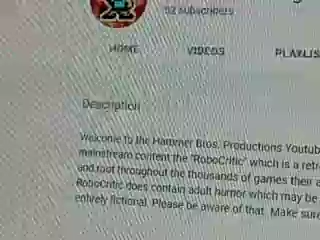 52 subscribers
HOME VIDEOS PLAYLIS
Description
Welcome to the Hammer Bros. Productions Youtub
mainstream content the "RoboCritic" which is a retr
and root throughout the thousands of games their a
RoboCritic does contain adult humor which may be
entirely fictional. Please be aware of that. Make sure